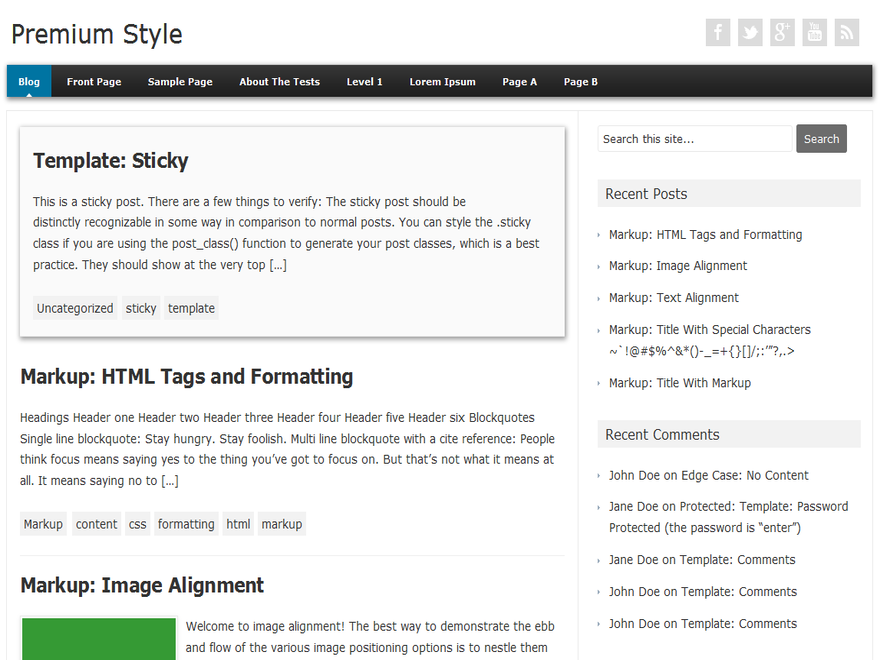 Premium Style
f g+ You Tube
Blog Front Page Sample Page About The Tests Level 1 Lorem Ipsum Page A Page B
Template: Sticky
This is a sticky post. There are a few things to verify: The sticky post should be
distinctly recognizable in some way in comparison to normal posts. You can style the .sticky
class if you are using the post_class() function to generate your post classes, which is a best
practice. They should show at the very top […]
Uncategorized sticky template
Markup: HTML Tags and Formatting
Headings Header one Header two Header three Header four Header five Header six Blockquotes
Single line blockquote: Stay hungry. Stay foolish. Multi line blockquote with a cite reference: People
think focus means saying yes to the thing you’ve got to focus on. But that’s not what it means at
all. It means saying no to […]
Markup content css formatting html markup
Markup: Image Alignment
Welcome to image alignment! The best way to demonstrate the ebb
and flow of the various image positioning options is to nestle them
Search this site... Search
Recent Posts
Markup: HTML Tags and Formatting
Markup: Image Alignment
Markup: Text Alignment
Markup: Title With Special Characters
~`!@#$%^&*()-_=+{}[]/;:’”?,.>
Markup: Title With Markup
Recent Comments
John Doe on Edge Case: No Content
Jane Doe on Protected: Template: Password
Protected (the password is “enter”)
Jane Doe on Template: Comments
John Doe on Template: Comments
John Doe on Template: Comments